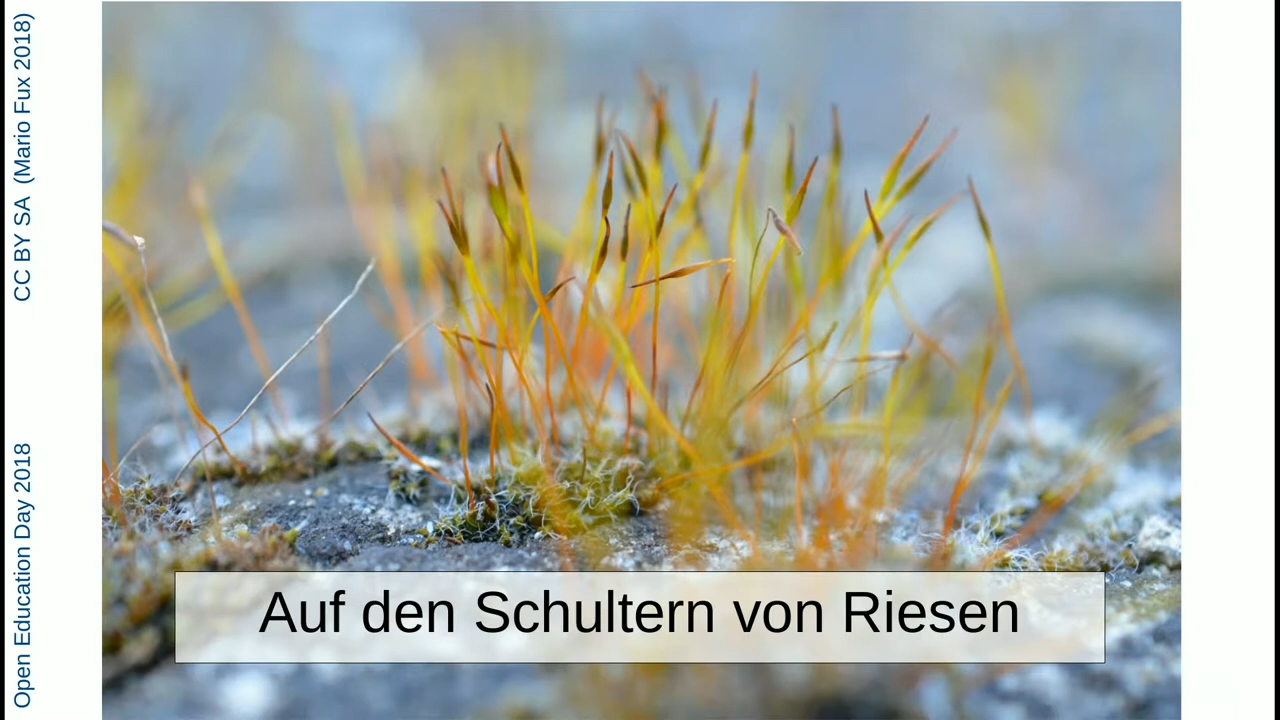 CC BY SA (Mario Fux 2018)
Open Education Day 2018
Auf den Schultern von Riesen